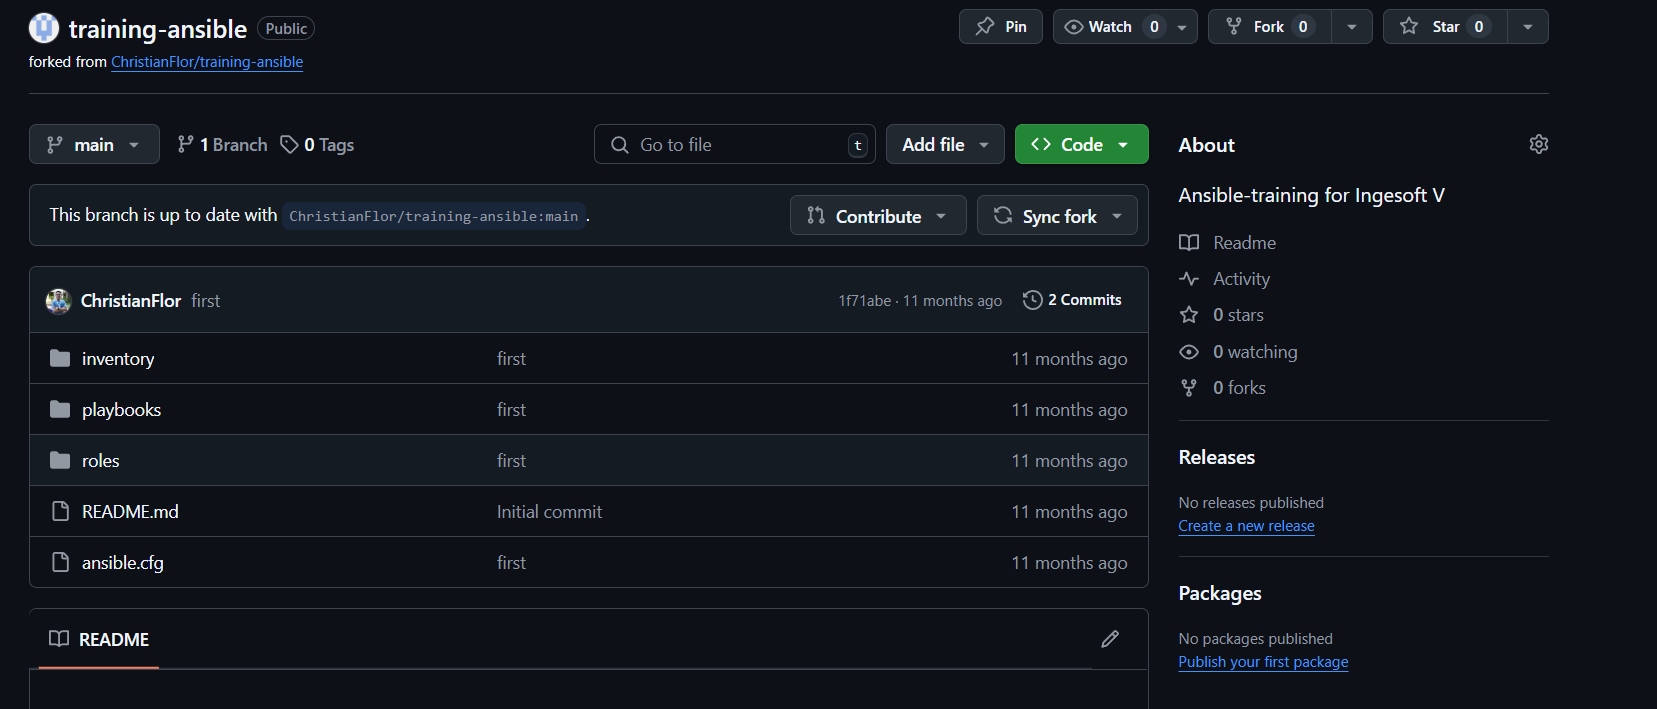 training-ansible Public Pin Watch 0 Fork 0 Star 0
forked from ChristianFlor/training-ansible
main 1 Branch 0 Tags Go to file t Add file Code
This branch is up to date with ChristianFlor/training-ansible:main . Contribute Sync fork
ChristianFlor first 1f71abe · 11 months ago 2 Commits
inventory first 11 months ago
playbooks first 11 months ago
roles first 11 months ago
README.md Initial commit 11 months ago
ansible.cfg first 11 months ago
README
About
Ansible-training for Ingesoft V
Readme
Activity
0 stars
0 watching
0 forks
Releases
No releases published
Create a new release
Packages
No packages published
Publish your first package